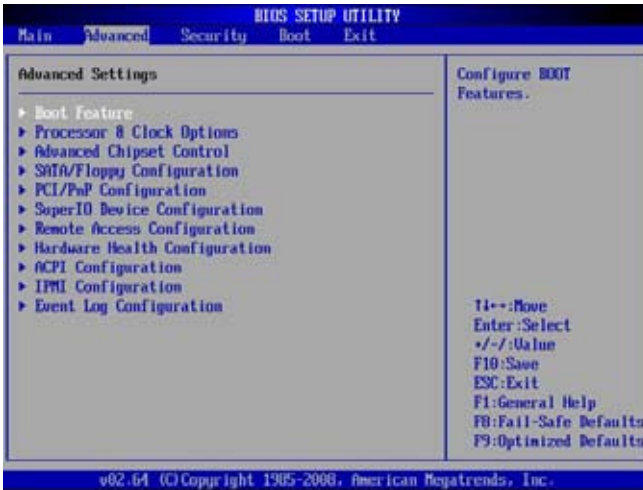 BIOS SETUP UTILITY
Main Advanced Security Boot Exit
Advanced Settings
Configure BOOT
Features.
▶ Boot Feature
▶ Processor & Clock Options
▶ Advanced Chipset Control
▶ SATA/Floppy Configuration
▶ PCI/PnP Configuration
▶ SuperIO Device Configuration
▶ Remote Access Configuration
▶ Hardware Health Configuration
▶ ACPI Configuration
▶ IPMI Configuration
▶ Event Log Configuration
↑↓←→:Move
Enter:Select
+/-/:Value
F10:Save
ESC:Exit
F1:General Help
F8:Fail-Safe Defaults
F9:Optimized Defaults
v02.64 (C)Copyright 1985-2008, American Megatrends, Inc.